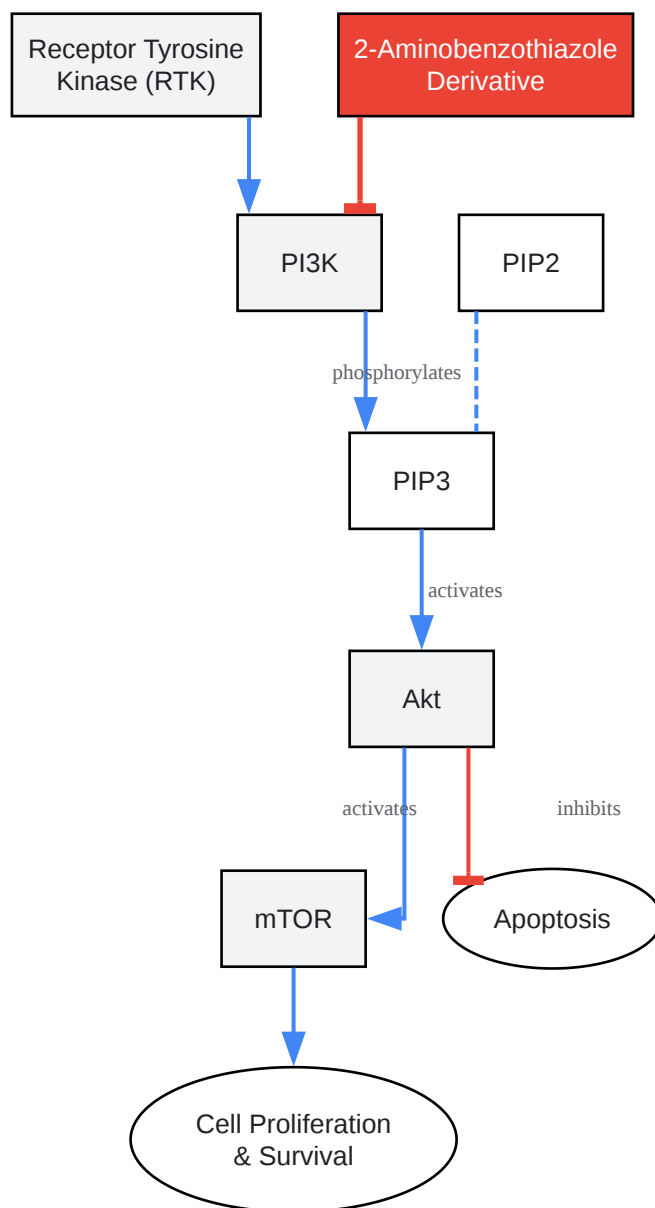 Receptor Tyrosine
Kinase (RTK)
2-Aminobenzothiazole
Derivative
PI3K
PIP2
phosphorylates
PIP3
activates
Akt
activates
inhibits
mTOR
Apoptosis
Cell Proliferation
& Survival